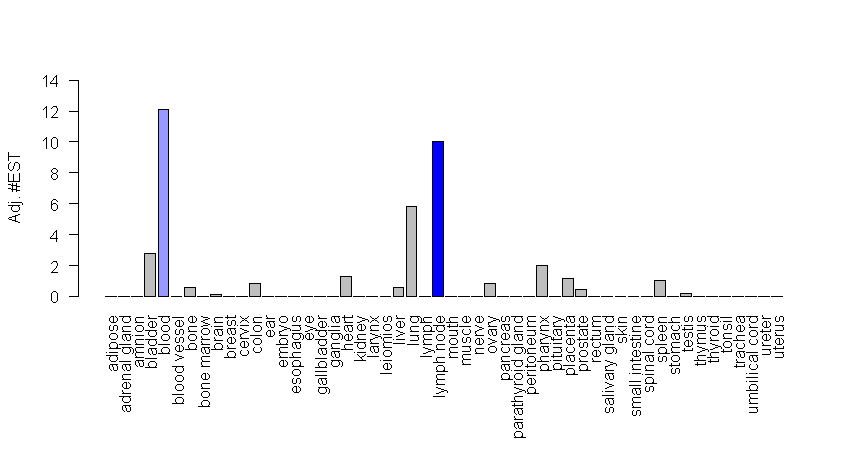 Adj. #EST
14
12
10
8
6
4
2
0
adipose
adrenal gland
amnion
bladder
blood
blood vessel
bone
bone marrow
brain
breast
cervix
colon
ear
embryo
esophagus
eye
gallbladder
ganglia
heart
kidney
larynx
leiomios
liver
lung
lymph
lymph node
mouth
muscle
nerve
ovary
pancreas
parathyroid gland
peritoneum
pharynx
pituitary
placenta
prostate
rectum
salivary gland
skin
small intestine
spinal cord
spleen
stomach
testis
thymus
thyroid
tonsil
trachea
umbilical cord
ureter
uterus